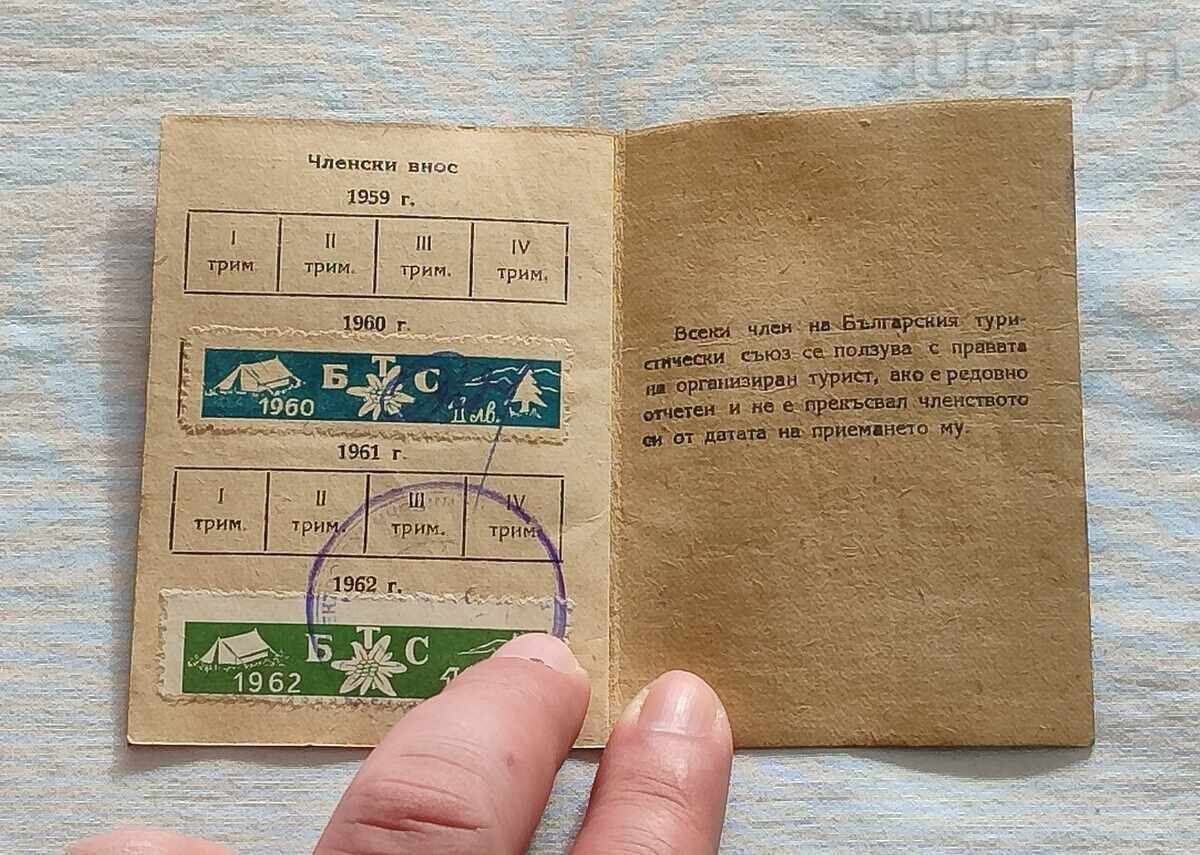 BALKAN
auction
Членски внос
1959 г.
I трим. II трим. III трим. IV трим.
1960 г.
БТС
1960 II лв.
1961 г.
I трим. II трим. III трим. IV трим.
1962 г.
БТС
1962
Всеки член на Българския тури-
стически съюз се ползува с правата
на организиран турист, ако е редовно
отчетен и не е прекъсвал членството
си от датата на приемането му.